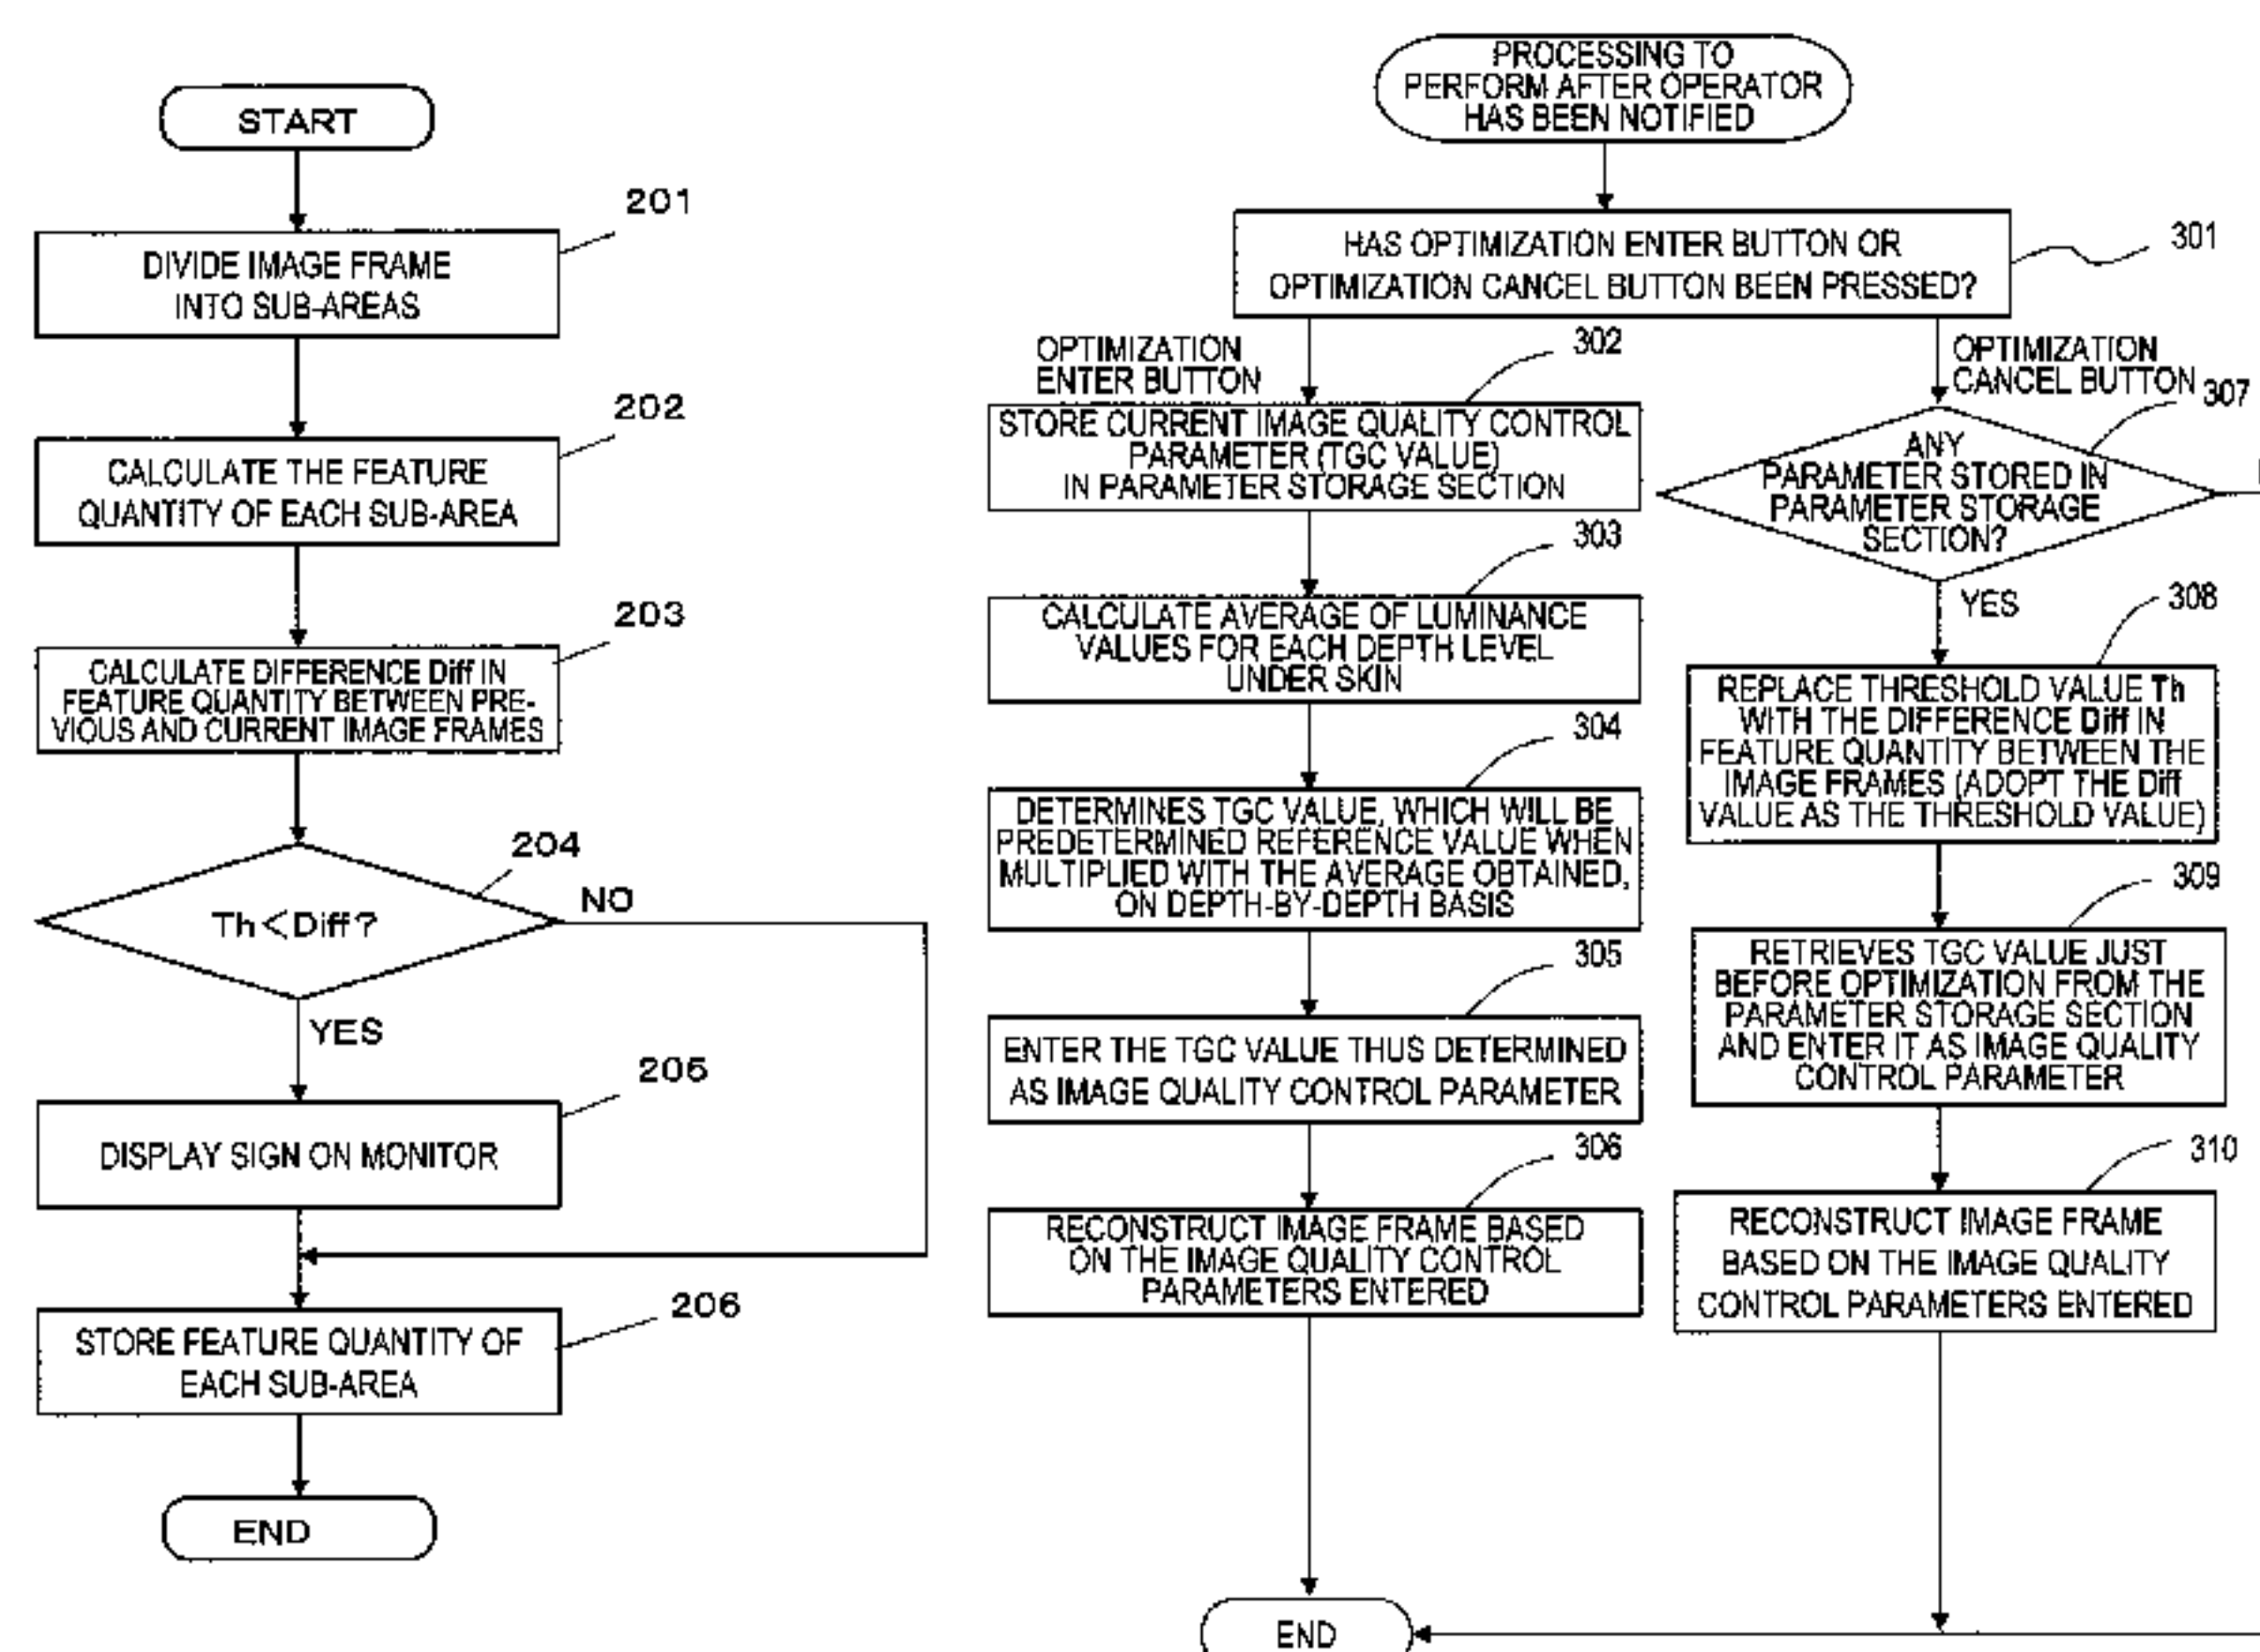 START
201
DIVIDE IMAGE FRAME
INTO SUB-AREAS
202
CALCULATE THE FEATURE
QUANTITY OF EACH SUB-AREA
203
CALCULATE DIFFERENCE Diff IN
FEATURE QUANTITY BETWEEN PRE-
VIOUS AND CURRENT IMAGE FRAMES
204
Th<Diff?
NO
YES
205
DISPLAY SIGN ON MONITOR
206
STORE FEATURE QUANTITY OF
EACH SUB-AREA
END
PROCESSING TO
PERFORM AFTER OPERATOR
HAS BEEN NOTIFIED
301
HAS OPTIMIZATION ENTER BUTTON OR
OPTIMIZATION CANCEL BUTTON BEEN PRESSED?
OPTIMIZATION
ENTER BUTTON
302
STORE CURRENT IMAGE QUALITY CONTROL
PARAMETER (TGC VALUE)
IN PARAMETER STORAGE SECTION
303
CALCULATE AVERAGE OF LUMINANCE
VALUES FOR EACH DEPTH LEVEL
UNDER SKIN
304
DETERMINES TGC VALUE, WHICH WILL BE
PREDETERMINED REFERENCE VALUE WHEN
MULTIPLIED WITH THE AVERAGE OBTAINED,
ON DEPTH-BY-DEPTH BASIS
305
ENTER THE TGC VALUE THUS DETERMINED
AS IMAGE QUALITY CONTROL PARAMETER
306
RECONSTRUCT IMAGE FRAME BASED
ON THE IMAGE QUALITY CONTROL
PARAMETERS ENTERED
OPTIMIZATION
CANCEL BUTTON
307
ANY
PARAMETER STORED IN
PARAMETER STORAGE
SECTION?
YES
308
REPLACE THRESHOLD VALUE Th
WITH THE DIFFERENCE Diff IN
FEATURE QUANTITY BETWEEN THE
IMAGE FRAMES (ADOPT THE Diff
VALUE AS THE THRESHOLD VALUE)
309
RETRIEVES TGC VALUE JUST
BEFORE OPTIMIZATION FROM THE
PARAMETER STORAGE SECTION
AND ENTER IT AS IMAGE QUALITY
CONTROL PARAMETER
310
RECONSTRUCT IMAGE FRAME
BASED ON THE IMAGE QUALITY
CONTROL PARAMETERS ENTERED
END